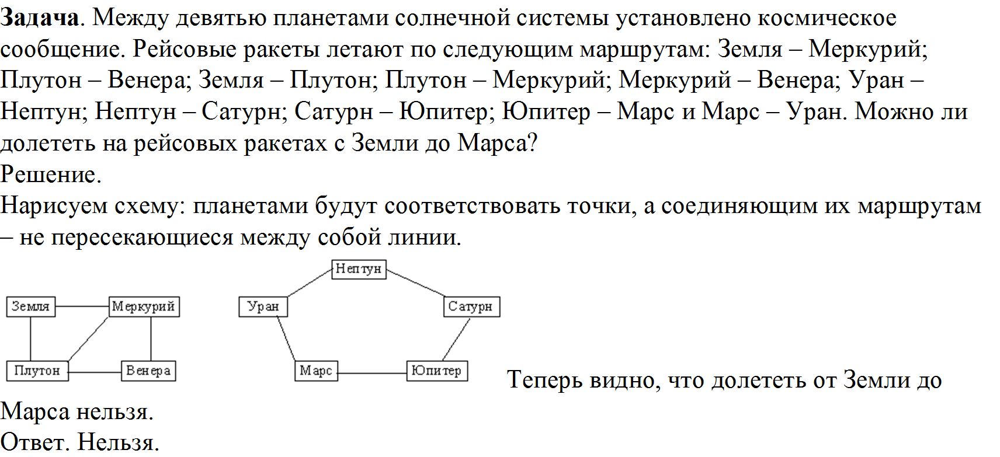 Задача. Между девятью планетами солнечной системы установлено космическое
сообщение. Рейсовые ракеты летают по следующим маршрутам: Земля – Меркурий;
Плутон – Венера; Земля – Плутон; Плутон – Меркурий; Меркурий – Венера; Уран –
Нептун; Нептун – Сатурн; Сатурн – Юпитер; Юпитер – Марс и Марс – Уран. Можно ли
долететь на рейсовых ракетах с Земли до Марса?
Решение.
Нарисуем схему: планетами будут соответствовать точки, а соединяющим их маршрутам
– не пересекающиеся между собой линии.
Нептун
Земля Меркурий Уран Сатурн
Плутон Венера Марс Юпитер
Теперь видно, что долететь от Земли до
Марса нельзя.
Ответ. Нельзя.